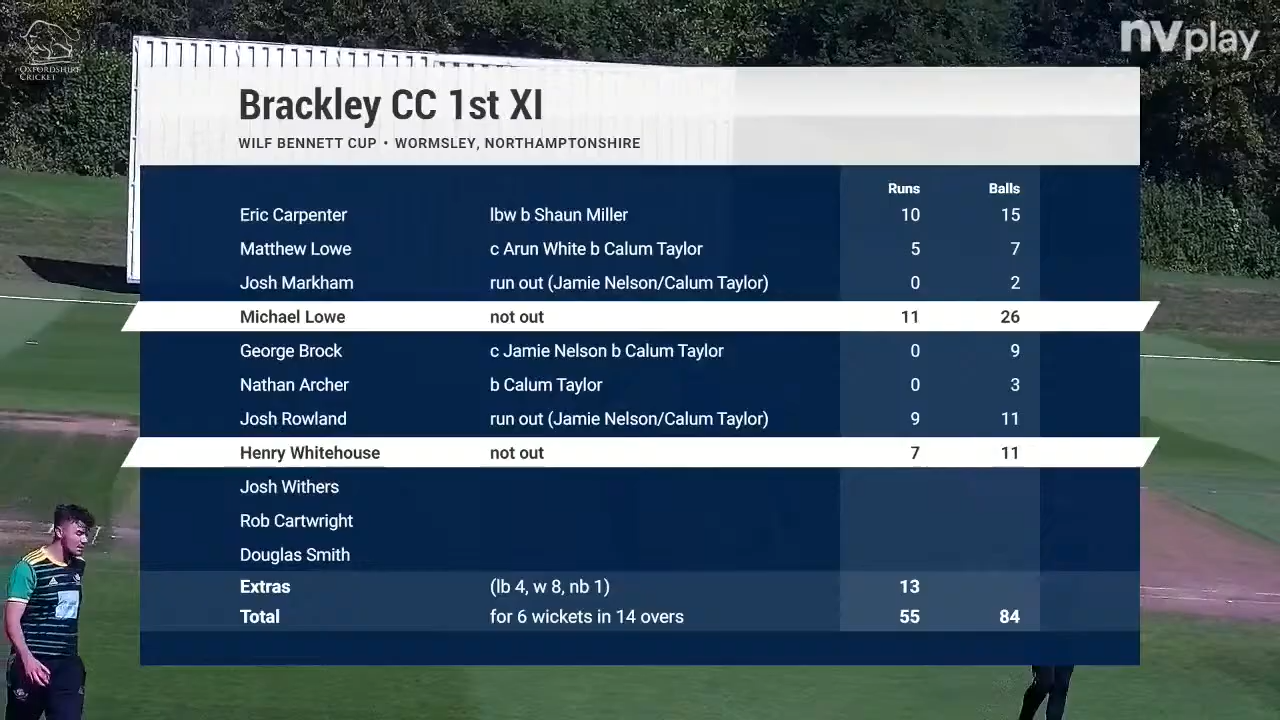 OXFORDSHIRE
CRICKET
nvplay
Brackley CC 1st XI
WILF BENNETT CUP • WORMSLEY, NORTHAMPTONSHIRE
Runs Balls
Eric Carpenter lbw b Shaun Miller 10 15
Matthew Lowe c Arun White b Calum Taylor 5 7
Josh Markham run out (Jamie Nelson/Calum Taylor) 0 2
Michael Lowe not out 11 26
George Brock c Jamie Nelson b Calum Taylor 0 9
Nathan Archer b Calum Taylor 0 3
Josh Rowland run out (Jamie Nelson/Calum Taylor) 9 11
Henry Whitehouse not out 7 11
Josh Withers
Rob Cartwright
Douglas Smith
Extras (lb 4, w 8, nb 1) 13
Total for 6 wickets in 14 overs 55 84